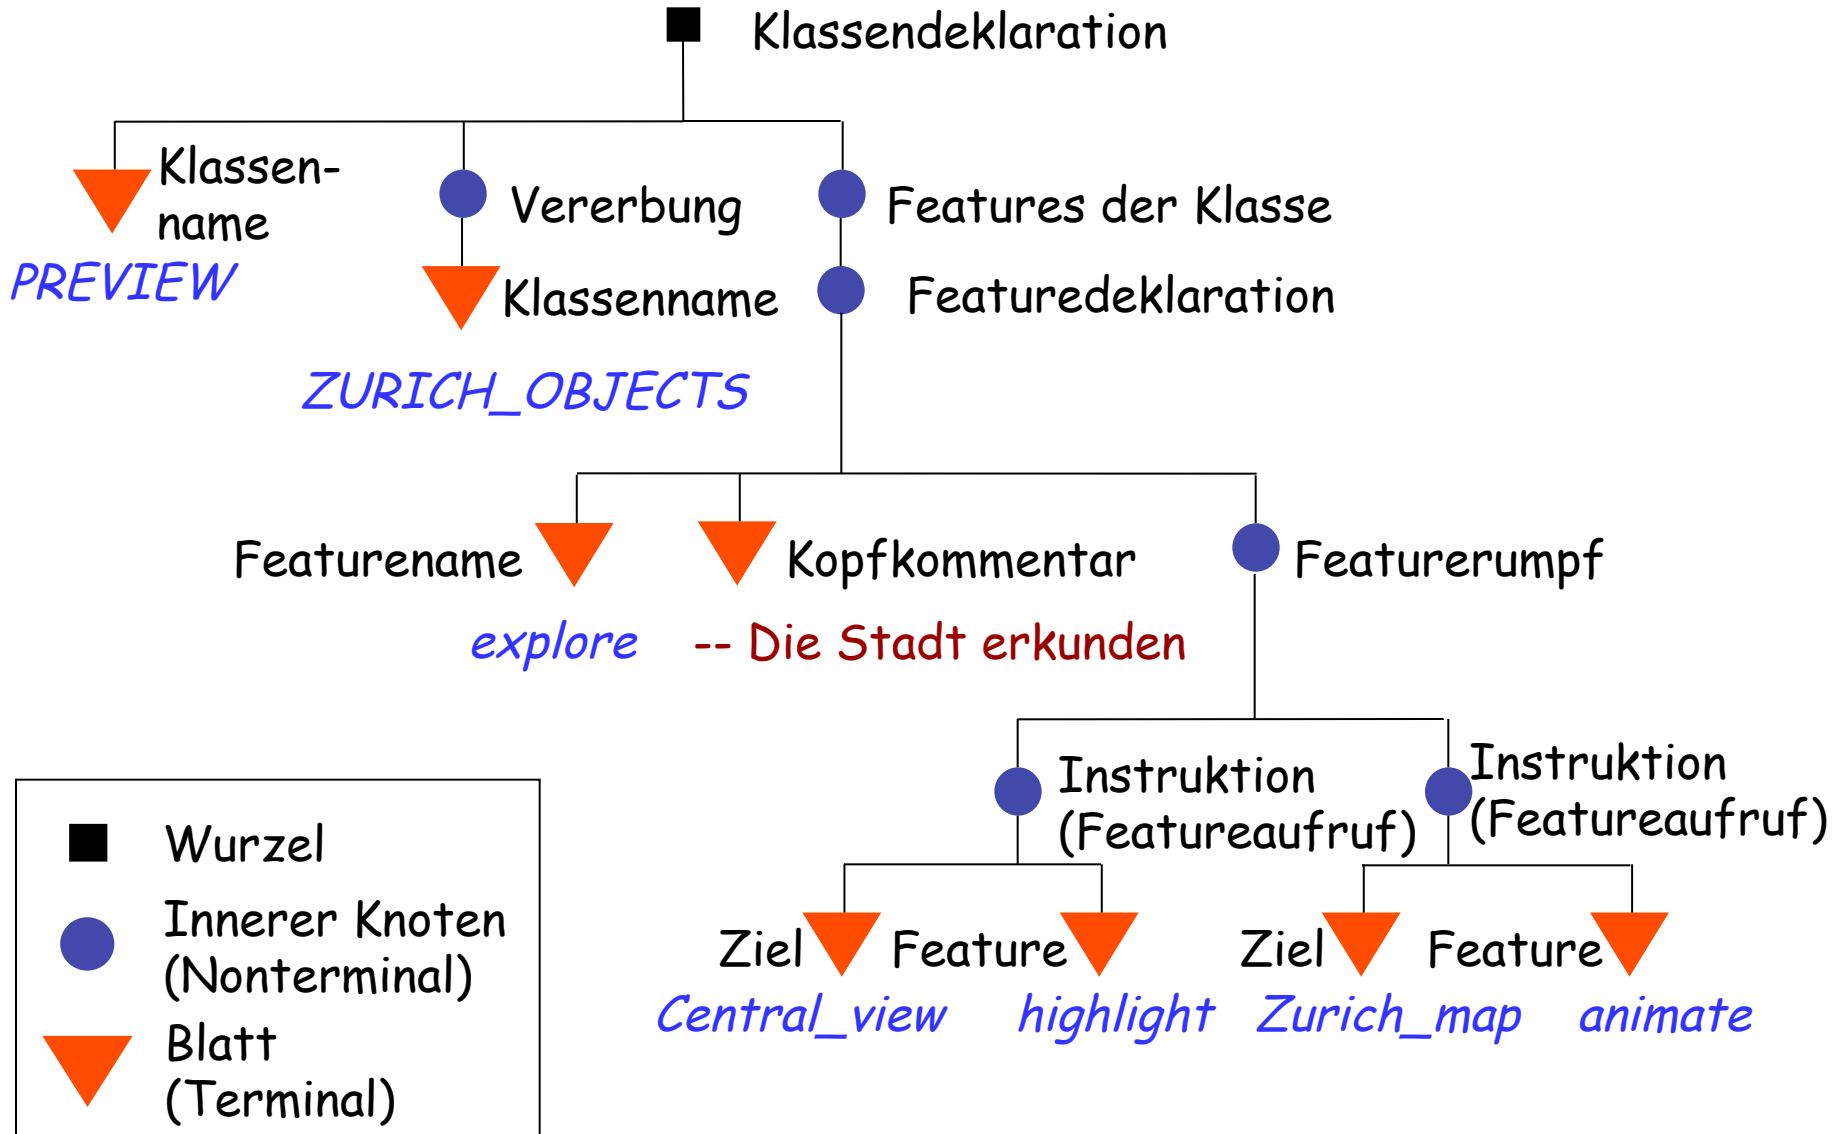 Klassendeklaration
Klassen-
name
PREVIEW
Vererbung
Features der Klasse
Klassenname
Featuredeklaration
ZURICH_OBJECTS
Featurename
Kopfkommentar
Featurerumpf
explore
-- Die Stadt erkunden
Instruktion
(Featureaufruf)
Instruktion
(Featureaufruf)
Ziel
Feature
Ziel
Feature
Central_view
highlight
Zurich_map
animate
Wurzel
Innerer Knoten
(Nonterminal)
Blatt
(Terminal)